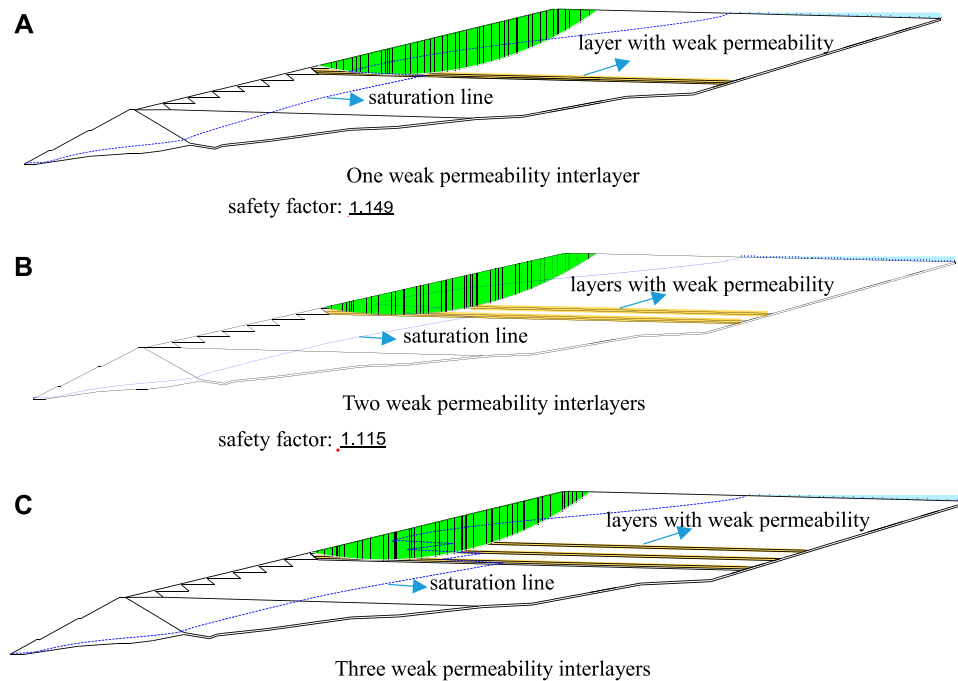 A
layer with weak permeability
saturation line
One weak permeability interlayer
safety factor: 1.149
B
layers with weak permeability
saturation line
Two weak permeability interlayers
safety factor: 1.115
C
layers with weak permeability
saturation line
Three weak permeability interlayers